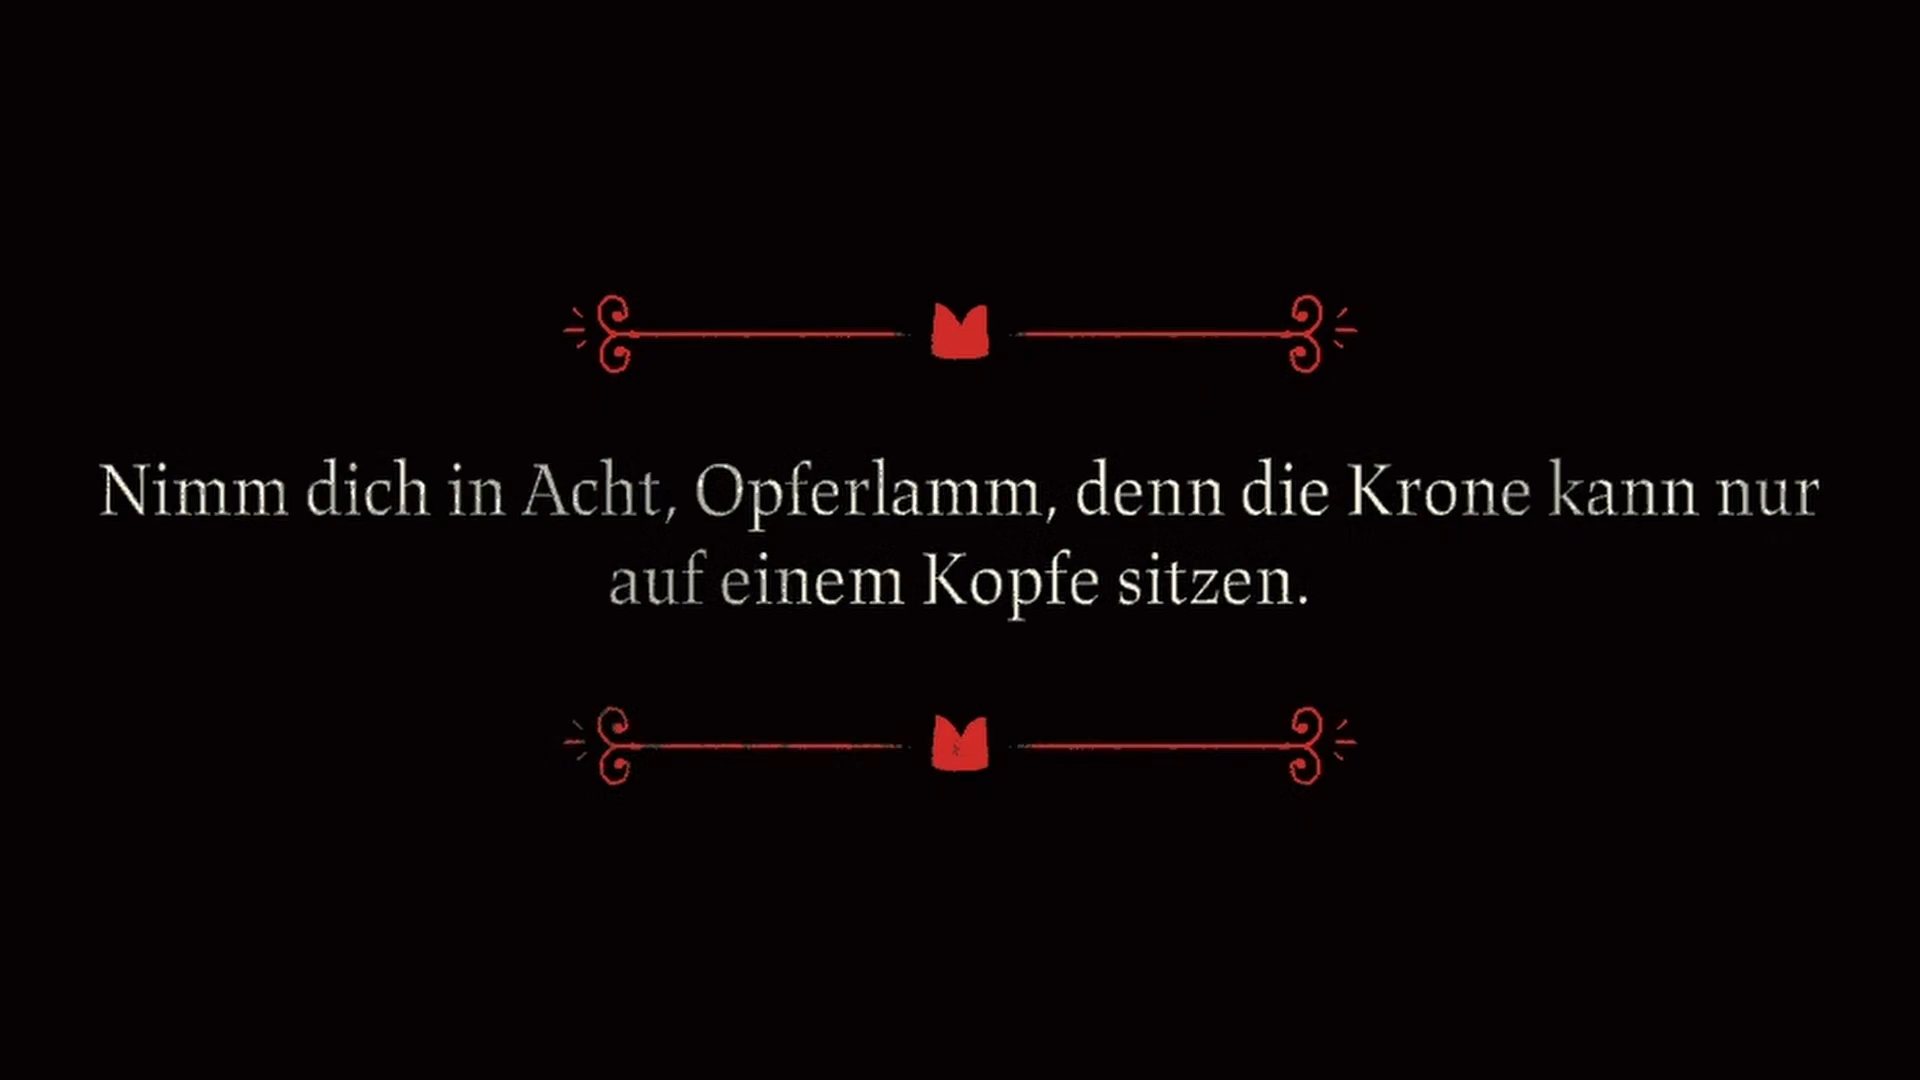 Nimm dich in Acht, Opferlamm, denn die Krone kann nur
auf einem Kopfe sitzen.